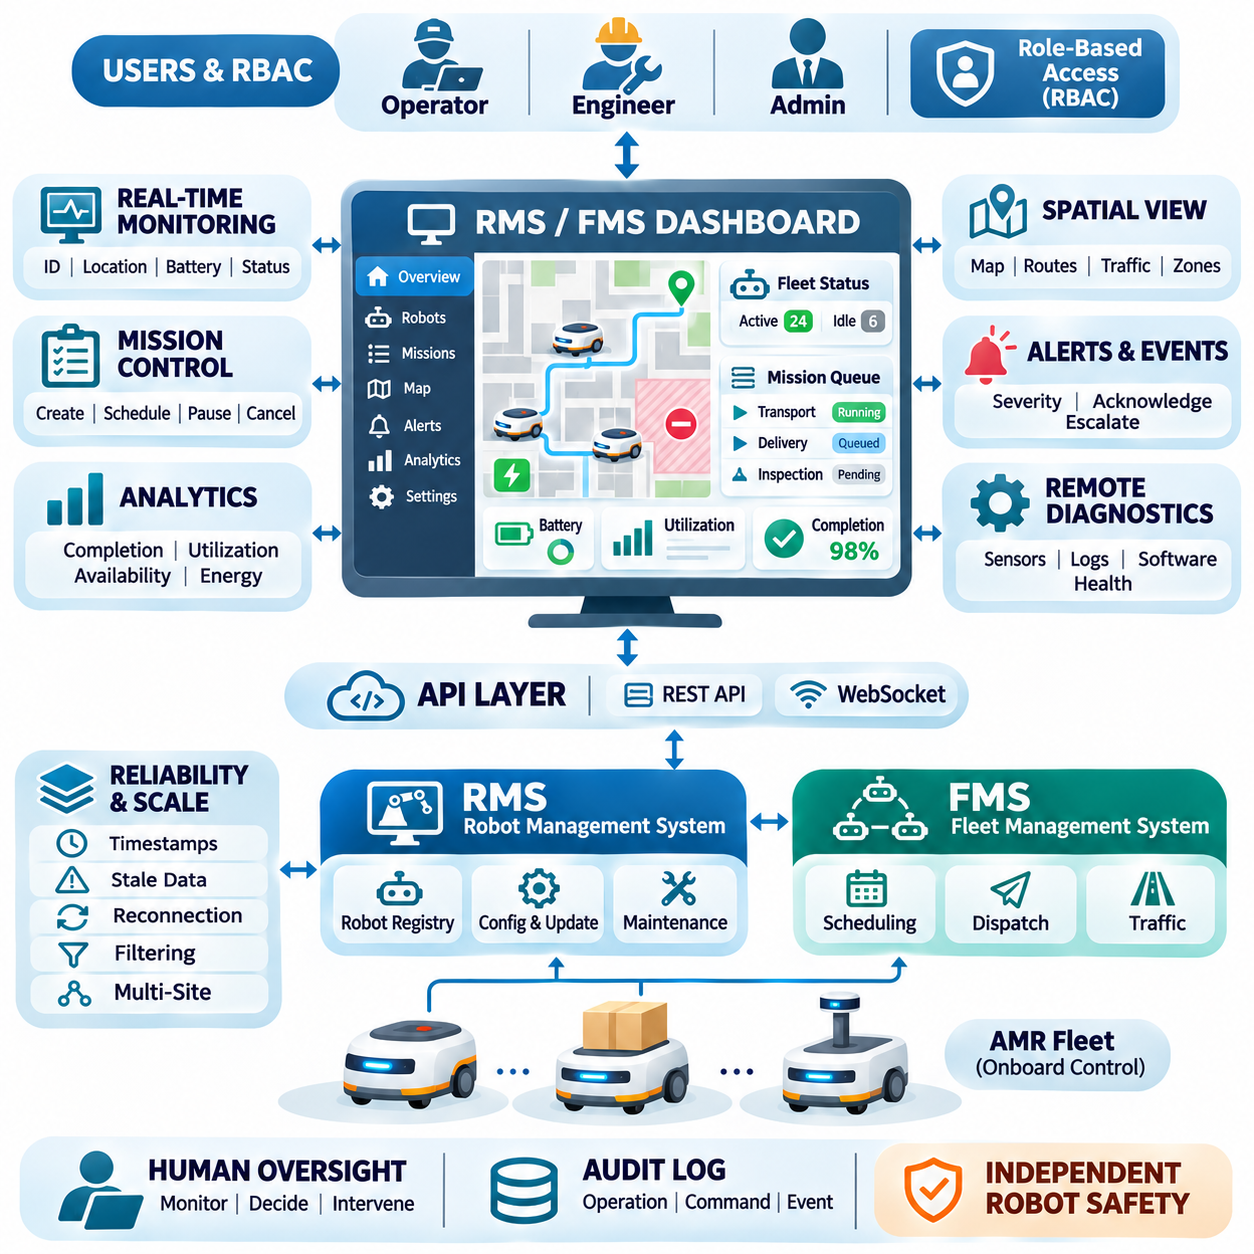 USERS & RBAC
Operator
Engineer
Admin
Role-Based
Access
(RBAC)
REAL-TIME
MONITORING
ID | Location | Battery | Status
MISSION
CONTROL
Create | Schedule | Pause | Cancel
ANALYTICS
Completion | Utilization
Availability | Energy
RMS / FMS DASHBOARD
Overview
Robots
Missions
Map
Alerts
Analytics
Settings
Fleet Status
Active 24 | Idle 6
Mission Queue
Transport Running
Delivery Queued
Inspection Pending
Battery
Utilization
Completion
98%
SPATIAL VIEW
Map | Routes | Traffic | Zones
ALERTS & EVENTS
Severity | Acknowledge
Escalate
REMOTE
DIAGNOSTICS
Sensors | Logs | Software
Health
API LAYER
</>
REST API
WebSocket
RELIABILITY
& SCALE
Timestamps
Stale Data
Reconnection
Filtering
Multi-Site
RMS
Robot Management System
Robot Registry
Config & Update
Maintenance
FMS
Fleet Management System
Scheduling
Dispatch
Traffic
AMR Fleet
(Onboard Control)
HUMAN OVERSIGHT
Monitor | Decide | Intervene
AUDIT LOG
Operation | Command | Event
INDEPENDENT
ROBOT SAFETY